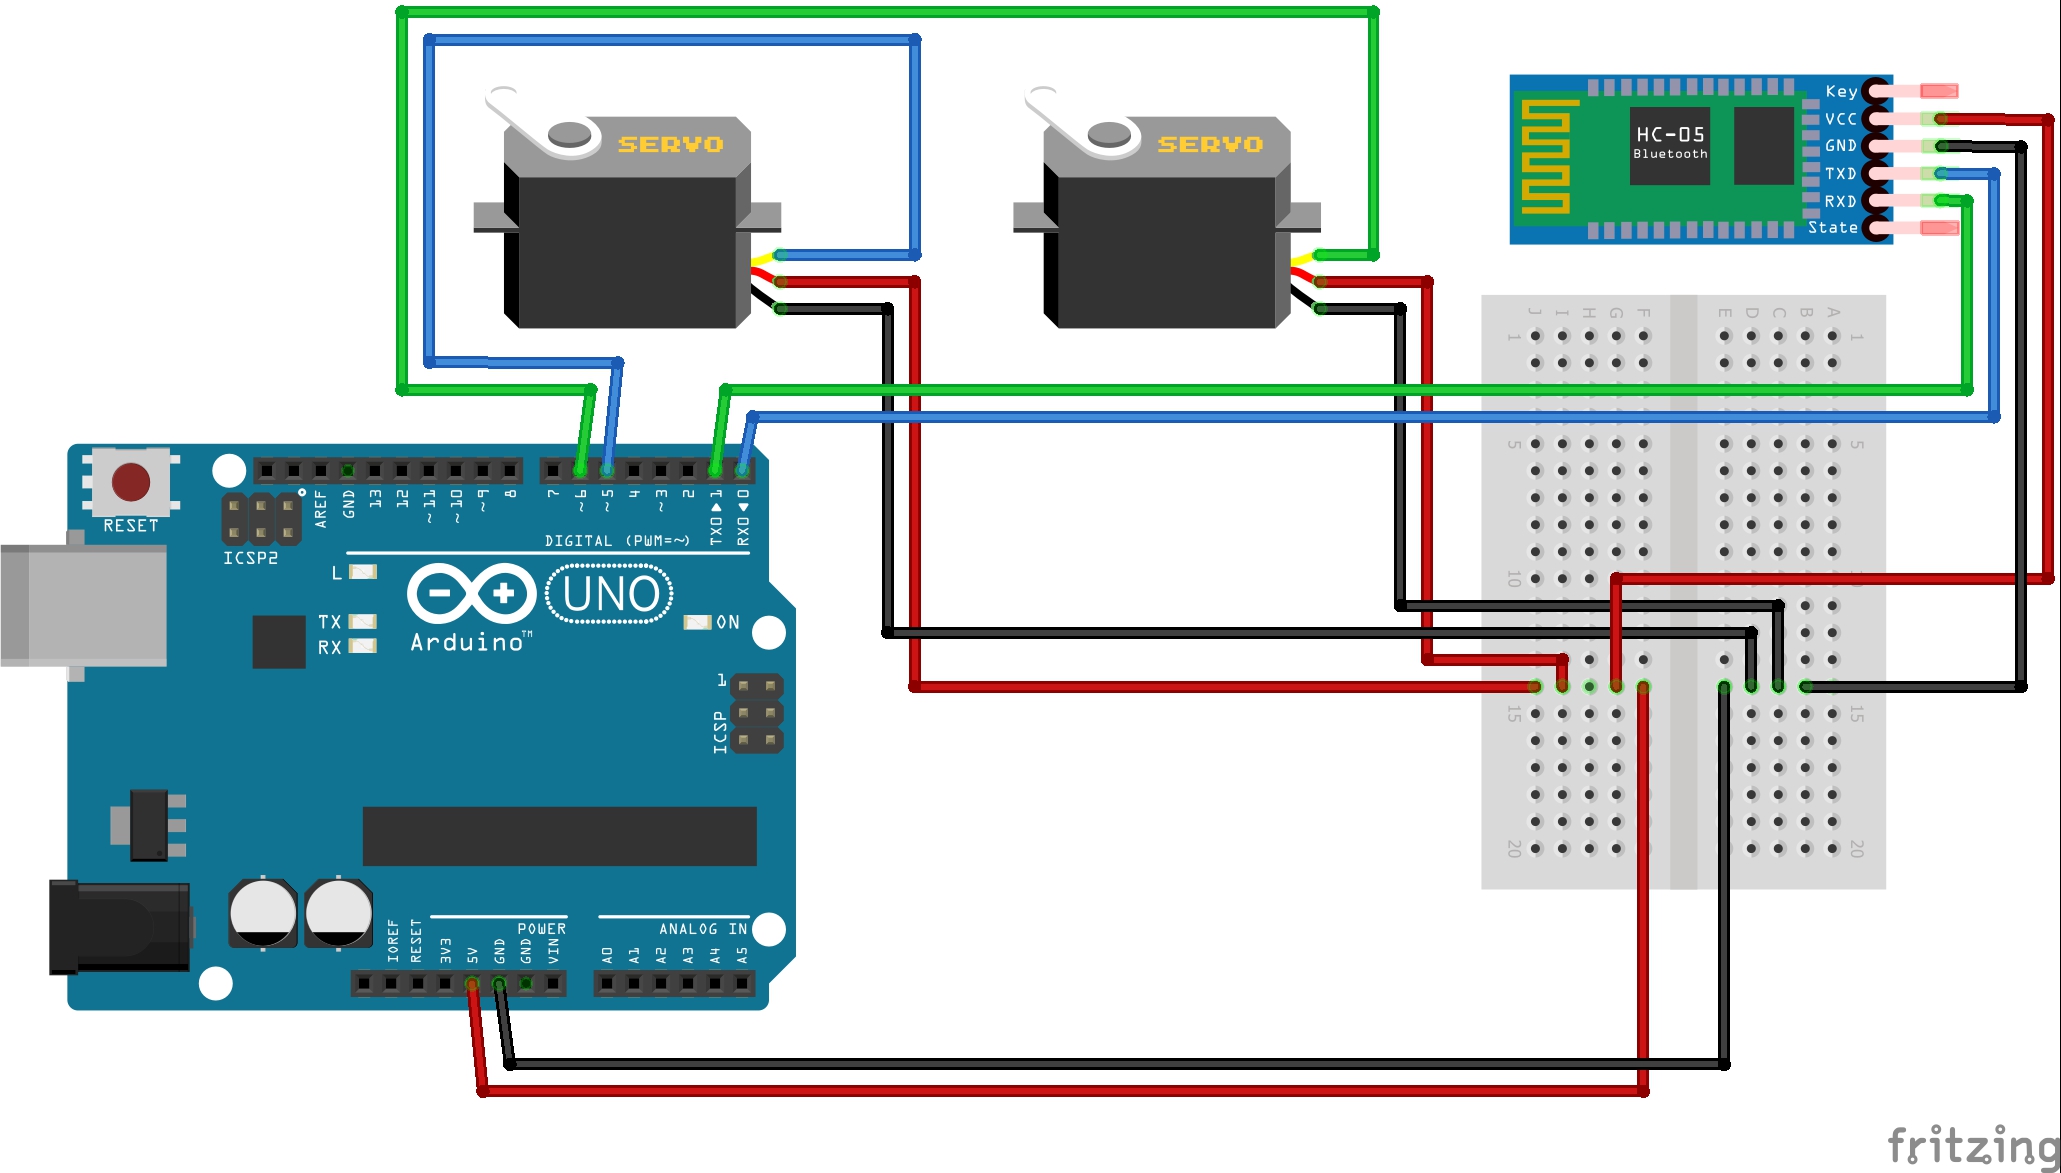 SERVO
SERVO
HC-05
Bluetooth
Key
VCC
GND
TXD
RXD
State
J I H G F E D C B A
1 1
5 5
10
15 15
20 20
RESET
ICSP2
AREF
GND
13
12
~11
~10
~9
8
7
~6
~5
4
~3
2
TX0▶1
RX0◀0
DIGITAL (PWM=~)
L
TX
RX
UNO
Arduino™
ON
1
ICSP
POWER
ANALOG IN
IOREF
RESET
3V3
5V
GND
GND
VIN
A0
A1
A2
A3
A4
A5
fritzing